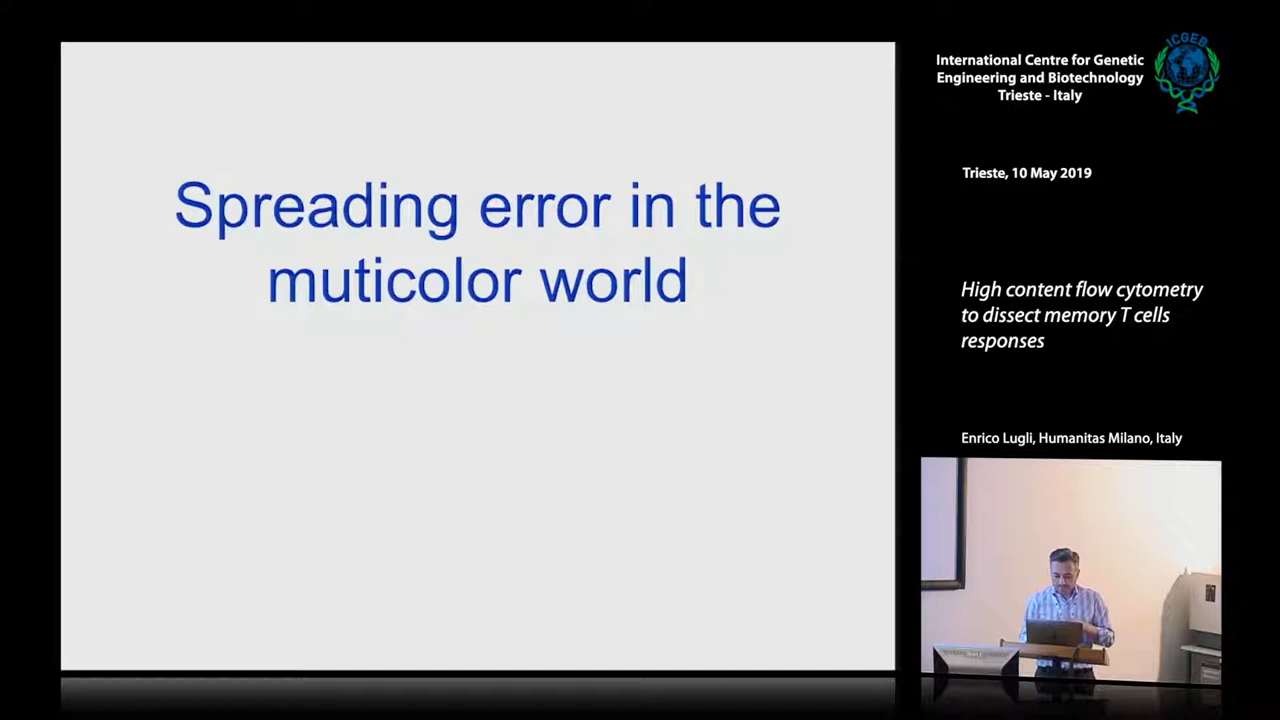 Spreading error in the
muticolor world
ICGEB
International Centre for Genetic
Engineering and Biotechnology
Trieste - Italy
Trieste, 10 May 2019
High content flow cytometry
to dissect memory T cells
responses
Enrico Lugli, Humanitas Milano, Italy